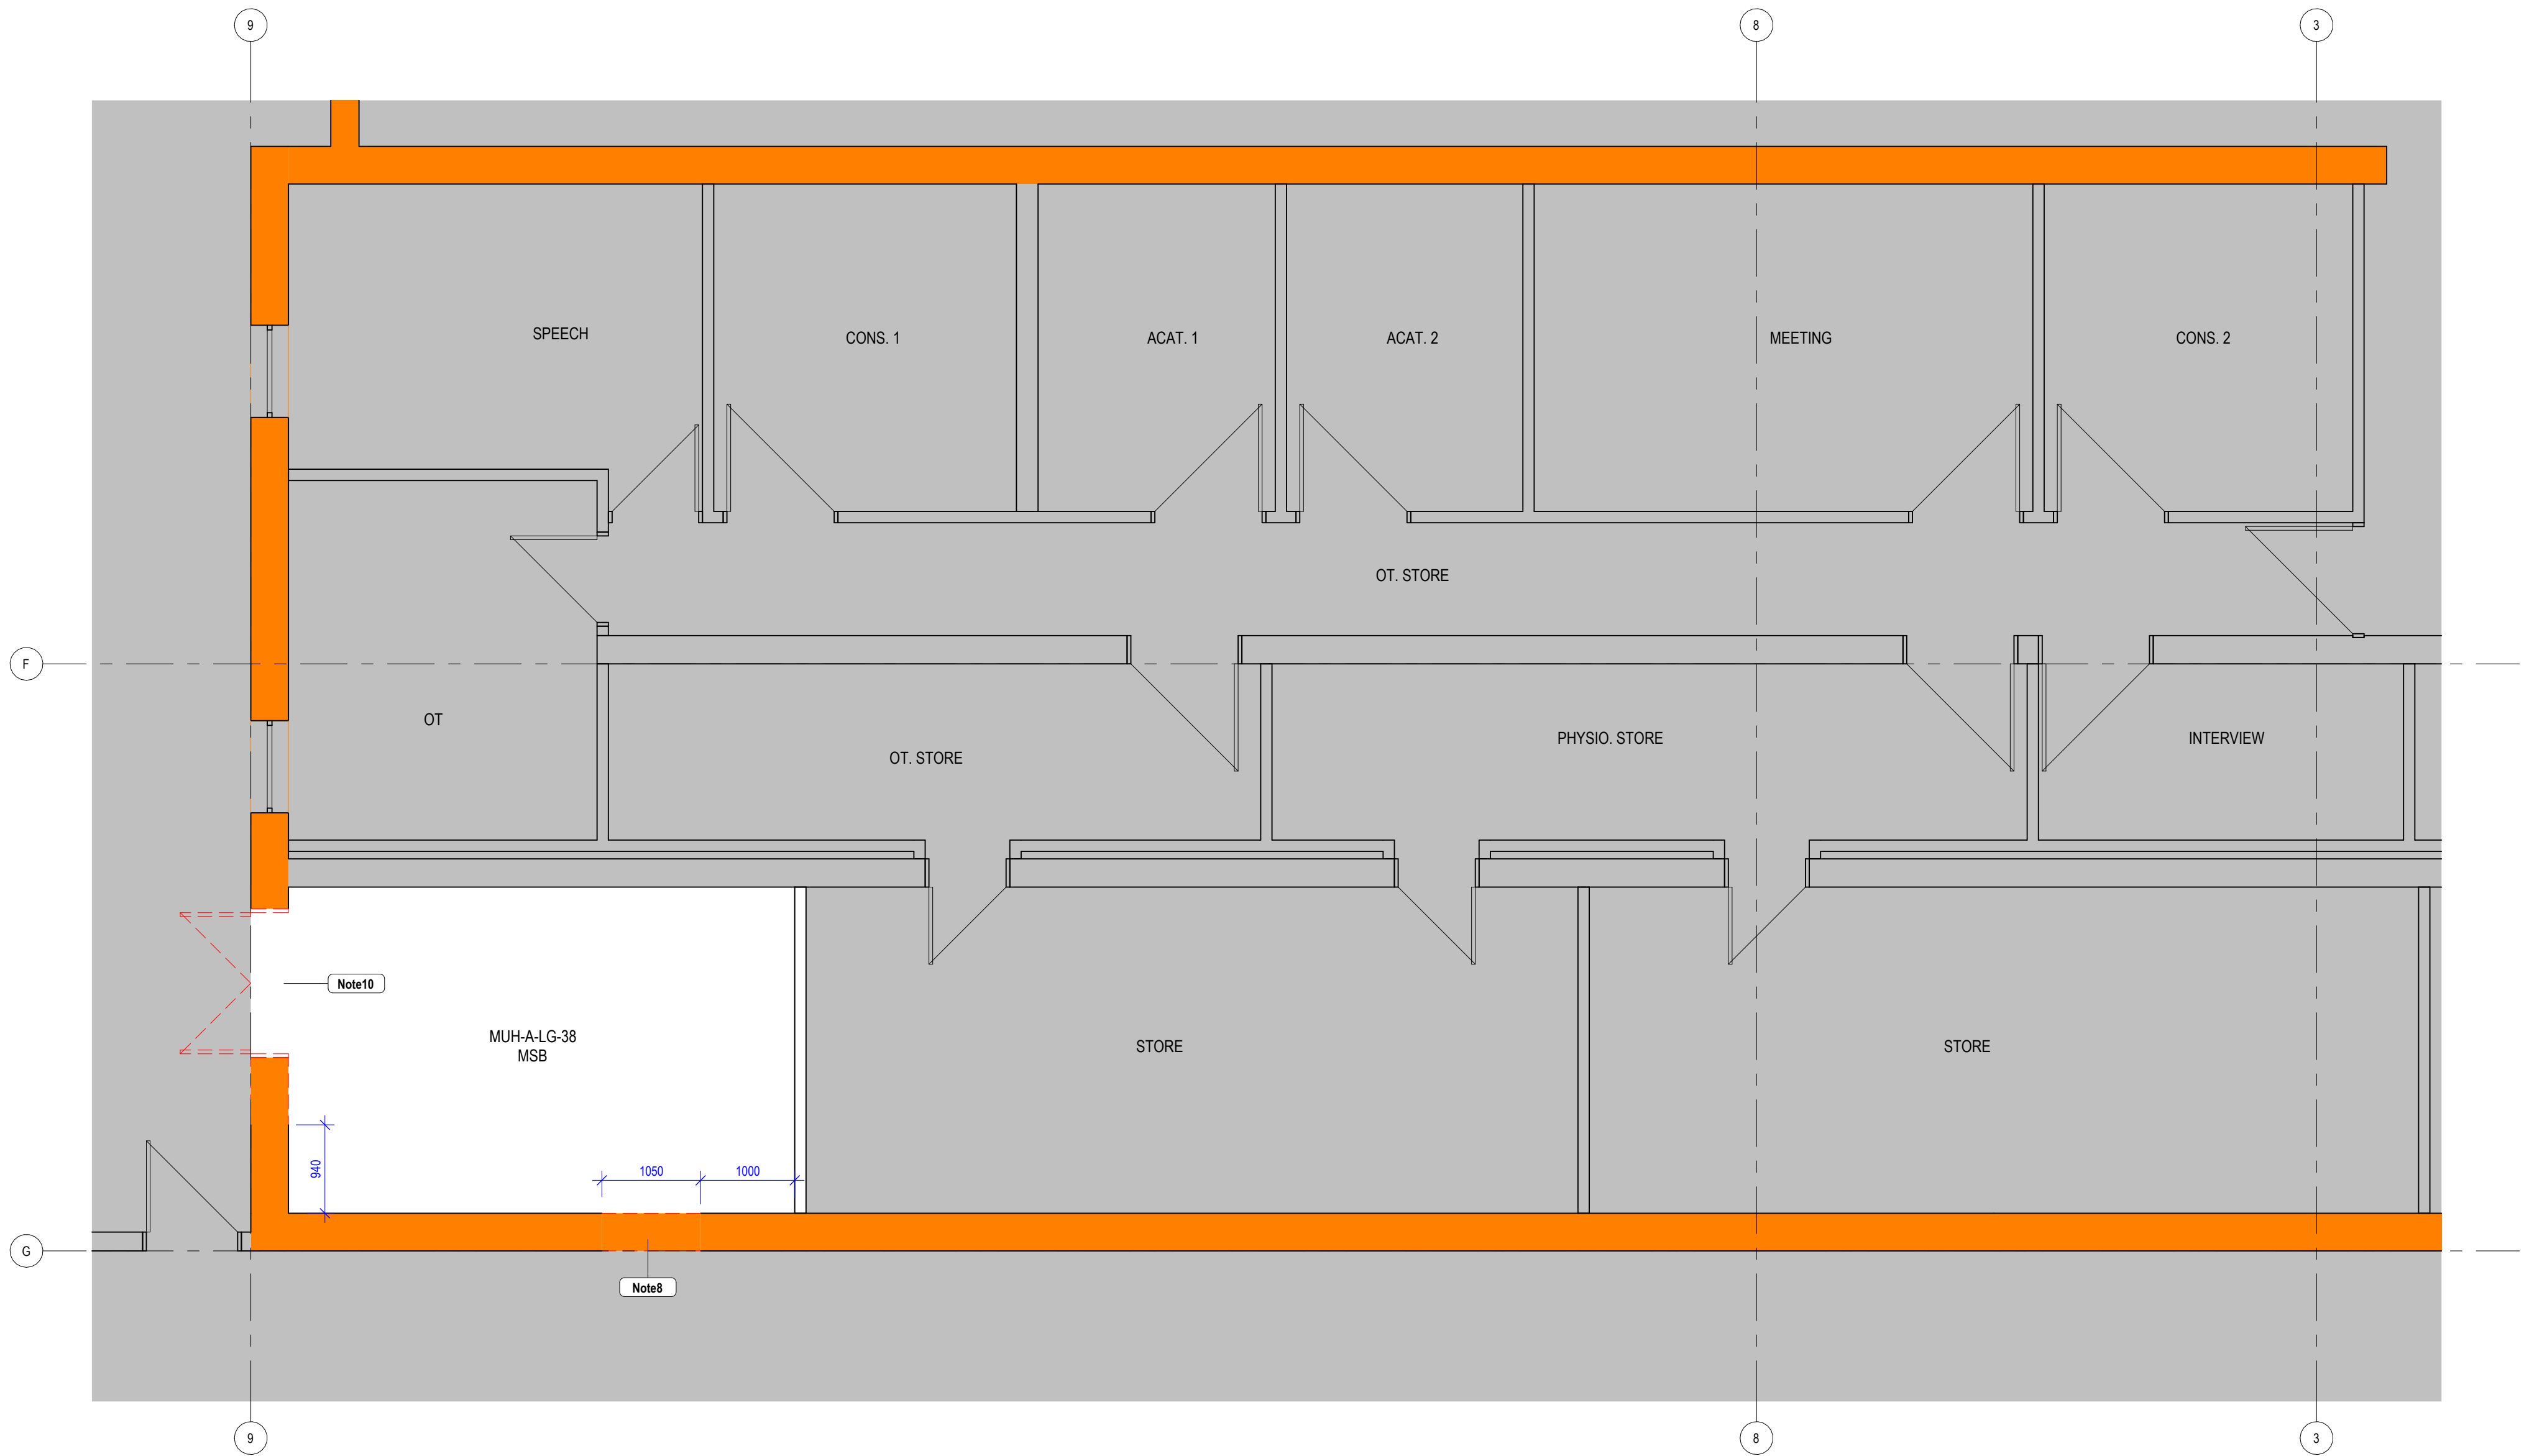 9
8
3
SPEECH
CONS. 1
ACAT. 1
ACAT. 2
MEETING
CONS. 2
OT. STORE
F
OT
OT. STORE
PHYSIO. STORE
INTERVIEW
Note10
MUH-A-LG-38
MSB
STORE
STORE
940
1050
1000
G
Note8
9
8
3